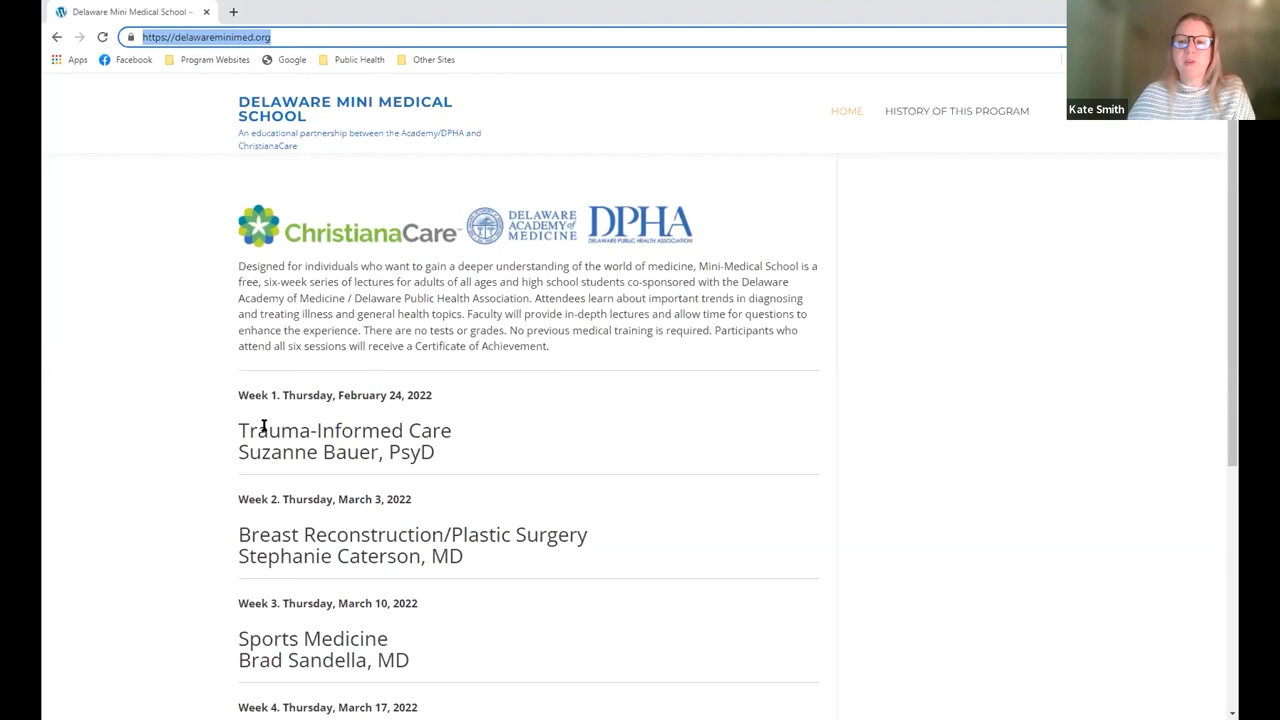 Delaware Mini Medical School –
https://delawareminimed.org
Apps Facebook Program Websites Google Public Health Other Sites
Kate Smith
DELAWARE MINI MEDICAL
SCHOOL
An educational partnership between the Academy/DPHA and
ChristianaCare
HOME HISTORY OF THIS PROGRAM
ChristianaCare
DELAWARE
ACADEMY of
MEDICINE
DPHA
DELAWARE PUBLIC HEALTH ASSOCIATION
Designed for individuals who want to gain a deeper understanding of the world of medicine, Mini-Medical School is a
free, six-week series of lectures for adults of all ages and high school students co-sponsored with the Delaware
Academy of Medicine / Delaware Public Health Association. Attendees learn about important trends in diagnosing
and treating illness and general health topics. Faculty will provide in-depth lectures and allow time for questions to
enhance the experience. There are no tests or grades. No previous medical training is required. Participants who
attend all six sessions will receive a Certificate of Achievement.
Week 1. Thursday, February 24, 2022
Trauma-Informed Care
Suzanne Bauer, PsyD
Week 2. Thursday, March 3, 2022
Breast Reconstruction/Plastic Surgery
Stephanie Caterson, MD
Week 3. Thursday, March 10, 2022
Sports Medicine
Brad Sandella, MD
Week 4. Thursday, March 17, 2022